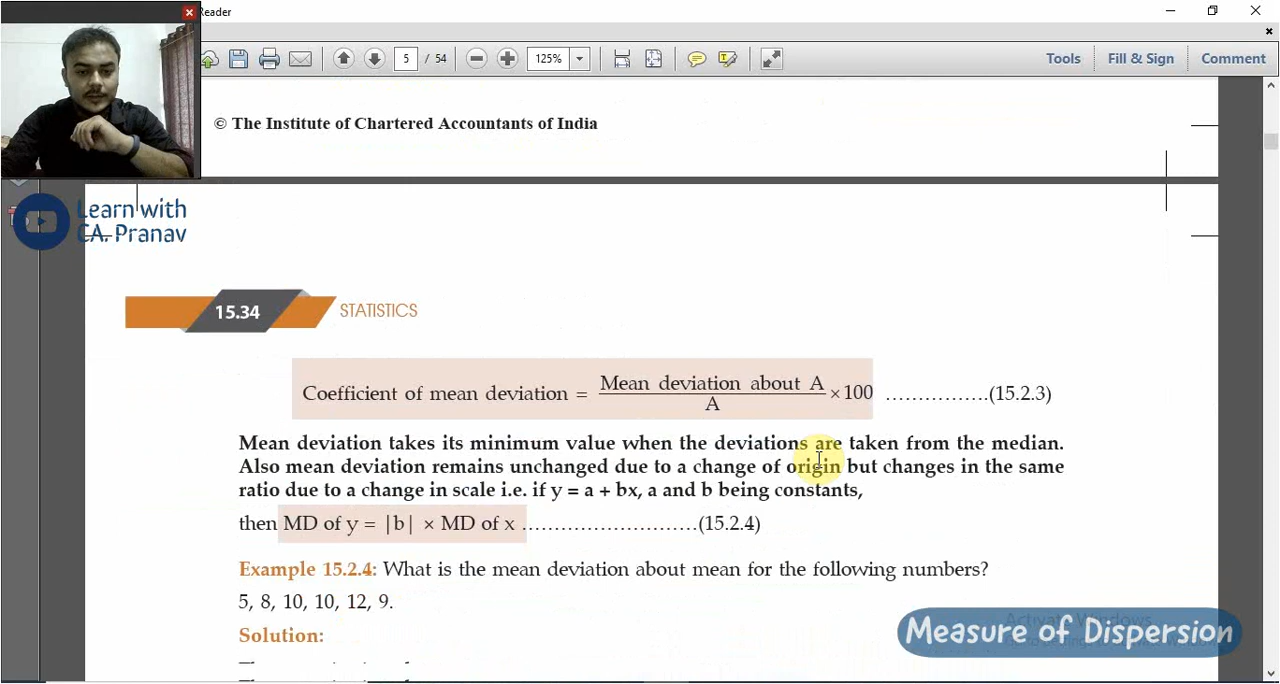 Reader
5 / 54
125%
Tools
Fill & Sign
Comment
© The Institute of Chartered Accountants of India
Learn with
CA. Pranav
15.34
STATISTICS
Coefficient of mean deviation = Mean deviation about A / A × 100 ................(15.2.3)
Mean deviation takes its minimum value when the deviations are taken from the median.
Also mean deviation remains unchanged due to a change of origin but changes in the same
ratio due to a change in scale i.e. if y = a + bx, a and b being constants,
then MD of y = |b| × MD of x ...........................(15.2.4)
Example 15.2.4: What is the mean deviation about mean for the following numbers?
5, 8, 10, 10, 12, 9.
Activate Windows
Measure of Dispersion
Solution: